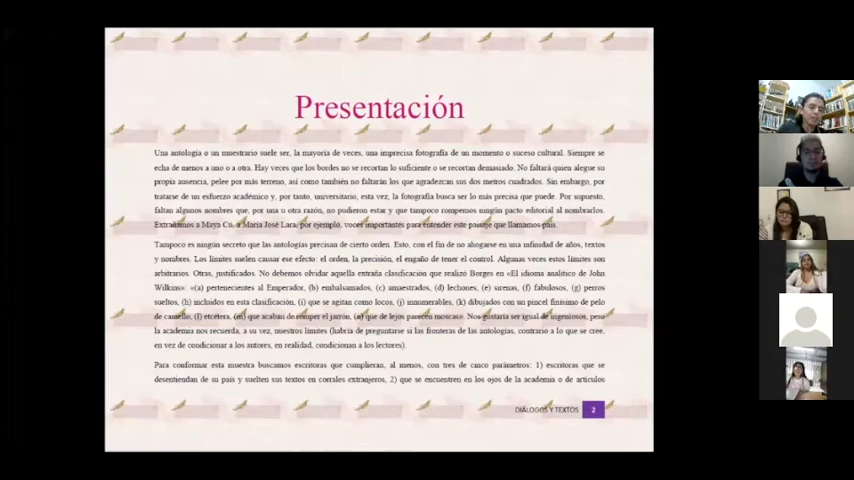 Presentación
Una antología o un muestrario suele ser, la mayoría de veces, una imprecisa fotografía de un momento o suceso cultural. Siempre se
echa de menos a uno o a otra. Hay veces que los bordes no se recortan lo suficiente o se recortan demasiado. No faltará quien alegue su
propia ausencia, pelee por más terreno, así como también no faltarán los que agradezcan sus dos metros cuadrados. Sin embargo, por
tratarse de un esfuerzo académico y, por tanto, universitario, esta vez, la fotografía busca ser lo más precisa que puede. Por supuesto,
faltan algunos nombres que, por una u otra razón, no pudieron estar y que tampoco rompemos ningún pacto editorial al nombrarlos.
Extrañamos a Maya Cu, a María José Lara, por ejemplo, voces importantes para entender este pastaje que llamamos país.
Tampoco es ningún secreto que las antologías precisan de cierto orden. Esto, con el fin de no ahogarse en una infinidad de años, textos
y nombres. Los límites suelen causar ese efecto: el orden, la precisión, el engaño de tener el control. Algunas veces estos límites son
arbitrarios. Otras, justificados. No debemos olvidar aquella extraña clasificación que realizó Borges en «El idioma analítico de John
Wilkins»: «(a) pertenecientes al Emperador, (b) embalsamados, (c) amaestrados, (d) lechones, (e) sirenas, (f) fabulosos, (g) perros
sueltos, (h) incluidos en esta clasificación, (i) que se agitan como locos, (j) innumerables, (k) dibujados con un pincel finísimo de pelo
de camello, (l) etcétera, (m) que acaban de romper el jarrón, (n) que de lejos parecen moscas». Nos gustaría ser igual de ingeniosos, pero
la academia nos recuerda, a su vez, nuestros límites (habría de preguntarse si las fronteras de las antologías, contrario a lo que se cree,
en vez de condicionar a los autores, en realidad, condicionan a los lectores).
Para conformar esta muestra buscamos escritoras que cumplieran, al menos, con tres de cinco parámetros: 1) escritoras que se
desentiendan de su país y suelten sus textos en corrales extranjeros, 2) que se encuentren en los ojos de la academia o de artículos
DIÁLOGOS Y TEXTOS 2